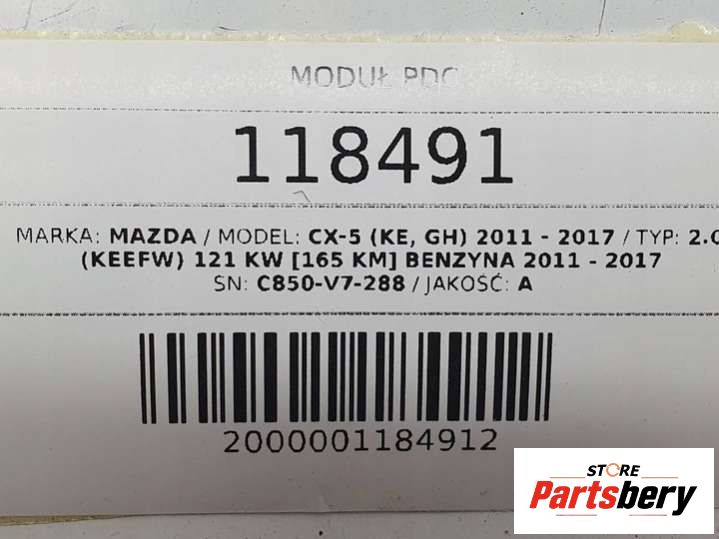 MODUŁ PDC
118491
MARKA: MAZDA / MODEL: CX-5 (KE, GH) 2011 - 2017 / TYP: 2.0
(KEEFW) 121 KW [165 KM] BENZYNA 2011 - 2017
SN: C850-V7-288 / JAKOŚĆ: A
2000001184912
STORE
Partsbery